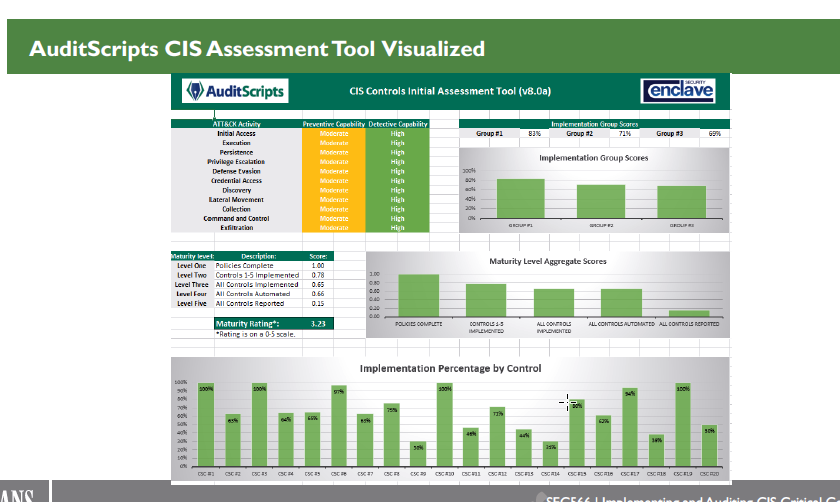 AuditScripts CIS Assessment Tool Visualized
AuditScripts
CIS Controls Initial Assessment Tool (v8.0a)
SECURITY
enclave
ATT&CK Activity Preventive Capability Detective Capability
Initial Access Moderate High
Execution Moderate High
Persistence Moderate High
Privilege Escalation Moderate High
Defense Evasion Moderate High
Credential Access Moderate High
Discovery Moderate High
Lateral Movement Moderate High
Collection Moderate High
Command and Control Moderate High
Exfiltration Moderate High
Implementation Group Scores
Group #1 83% Group #2 71% Group #3 69%
Implementation Group Scores
100%
80%
60%
40%
20%
0%
GROUP #1 GROUP #2 GROUP #3
Maturity Level: Description: Score:
Level One Policies Complete 1.00
Level Two Controls 1-5 Implemented 0.78
Level Three All Controls Implemented 0.65
Level Four All Controls Automated 0.66
Level Five All Controls Reported 0.15
Maturity Rating*: 3.23
*Rating is on a 0-5 scale.
Maturity Level Aggregate Scores
1.00
0.80
0.60
0.40
0.20
0.00
POLICIES COMPLETE CONTROLS 1-5 IMPLEMENTED ALL CONTROLS IMPLEMENTED ALL CONTROLS AUTOMATED ALL CONTROLS REPORTED
Implementation Percentage by Control
100%
90%
80%
70%
60%
50%
40%
30%
20%
10%
0%
100% 63% 100% 64% 65% 97% 63% 75% 100% 46% 71% 44% 80% 62% 94% 38% 100% 50%
CSC #1 CSC #2 CSC #3 CSC #4 CSC #5 CSC #6 CSC #7 CSC #8 CSC #9 CSC #10 CSC #11 CSC #12 CSC #13 CSC #14 CSC #15 CSC #16 CSC #17 CSC #18 CSC #19 CSC #20
ANS
SEC566 | Implementing and Auditing CIS Critical C